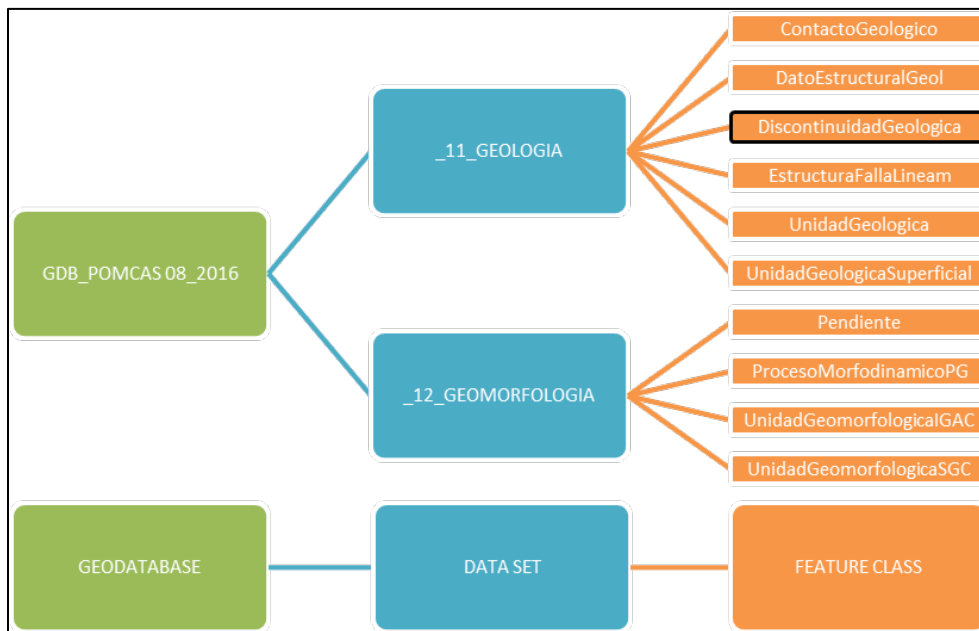 ContactoGeologico
DatoEstructuralGeol
DiscontinuidadGeologica
_11_GEOLOGIA
EstructuraFallaLineam
UnidadGeologica
GDB_POMCAS 08_2016
UnidadGeologicaSuperficial
Pendiente
ProcesoMorfodinamicoPG
_12_GEOMORFOLOGIA
UnidadGeomorfologicaIGAC
UnidadGeomorfologicaSGC
GEODATABASE
DATA SET
FEATURE CLASS